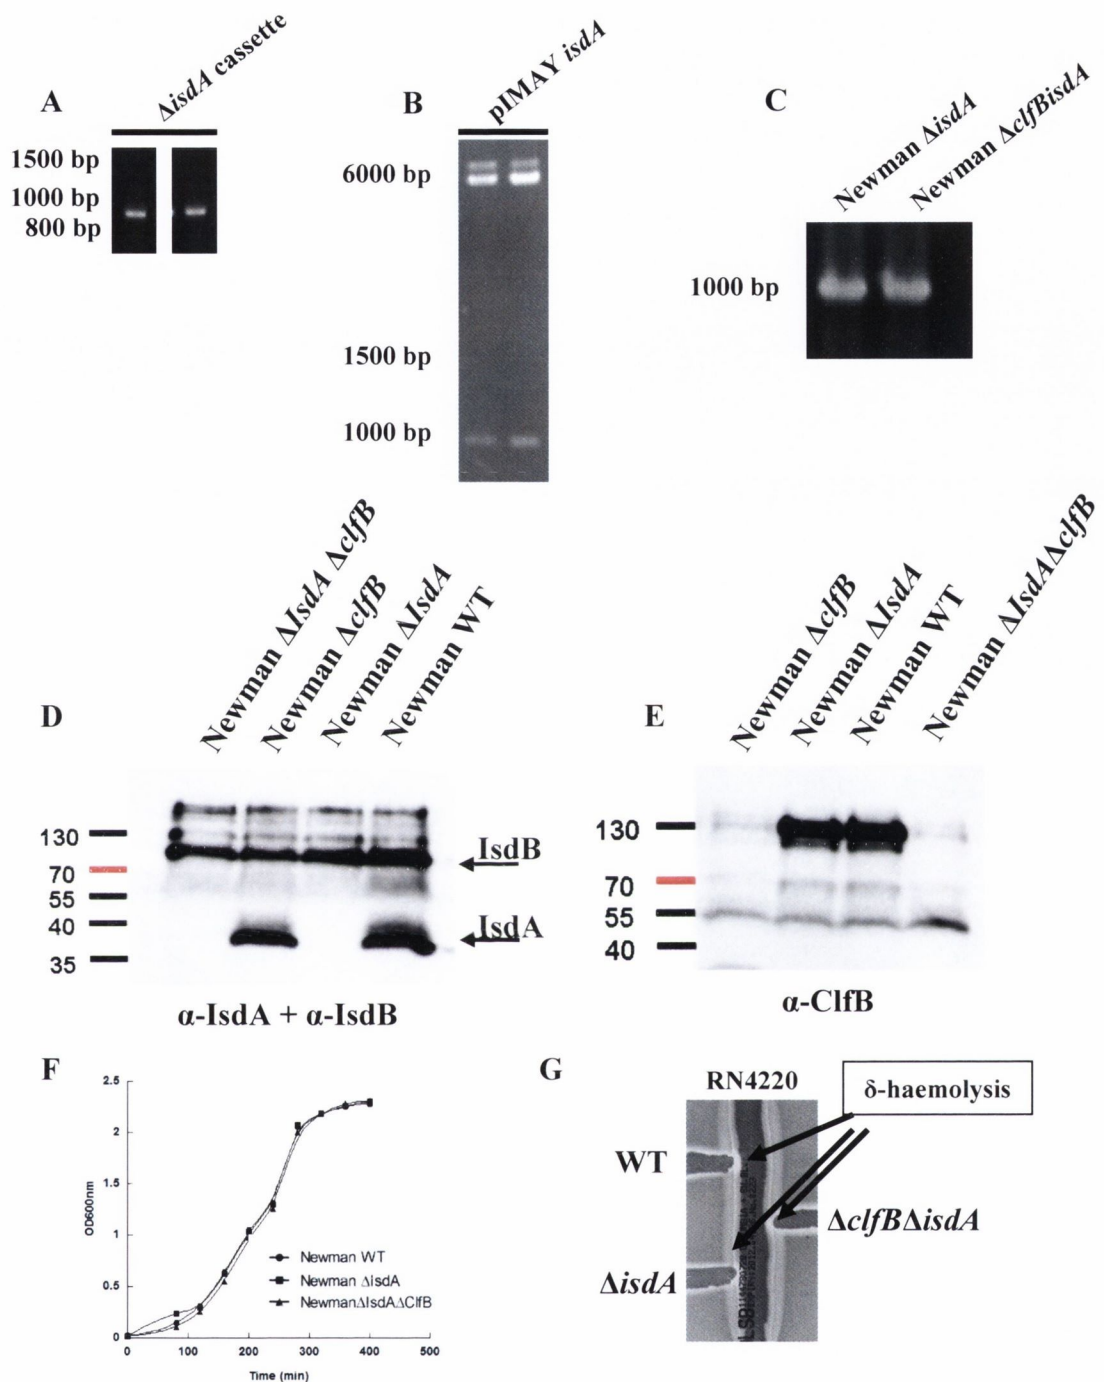 A
ΔisdA cassette
1500 bp
1000 bp
800 bp
B
pIMAY isdA
6000 bp
1500 bp
1000 bp
C
Newman ΔisdA
Newman ΔclfBisdA
1000 bp
D
Newman ΔIsdA ΔclfB
Newman ΔclfB
Newman ΔIsdA
Newman WT
130
70
55
40
35
IsdB
IsdA
α-IsdA + α-IsdB
E
Newman ΔclfB
Newman ΔIsdA
Newman WT
Newman ΔIsdAΔclfB
130
70
55
40
α-ClfB
F
2.5
2
1.5
1
0.5
0
OD600nm
0 100 200 300 400 500
Time (min)
Newman WT
Newman ΔIsdA
NewmanΔIsdAΔClfB
G
RN4220
δ-haemolysis
WT
ΔclfBΔisdA
ΔisdA